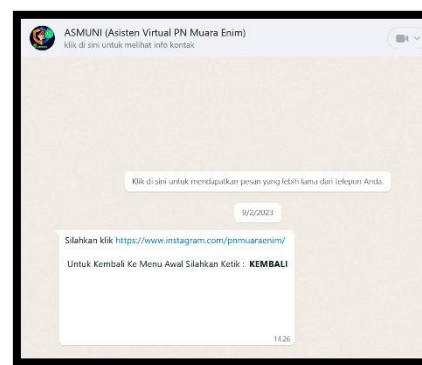 ASMUNI (Asisten Virtual PN Muara Enim)
klik di sini untuk melihat info kontak
Klik di sini untuk mendapatkan pesan yang lebih lama dari telepon Anda.
9/2/2023
Silahkan klik https://www.instagram.com/pnmuaraenim/
Untuk Kembali Ke Menu Awal Silahkan Ketik : KEMBALI
14.26